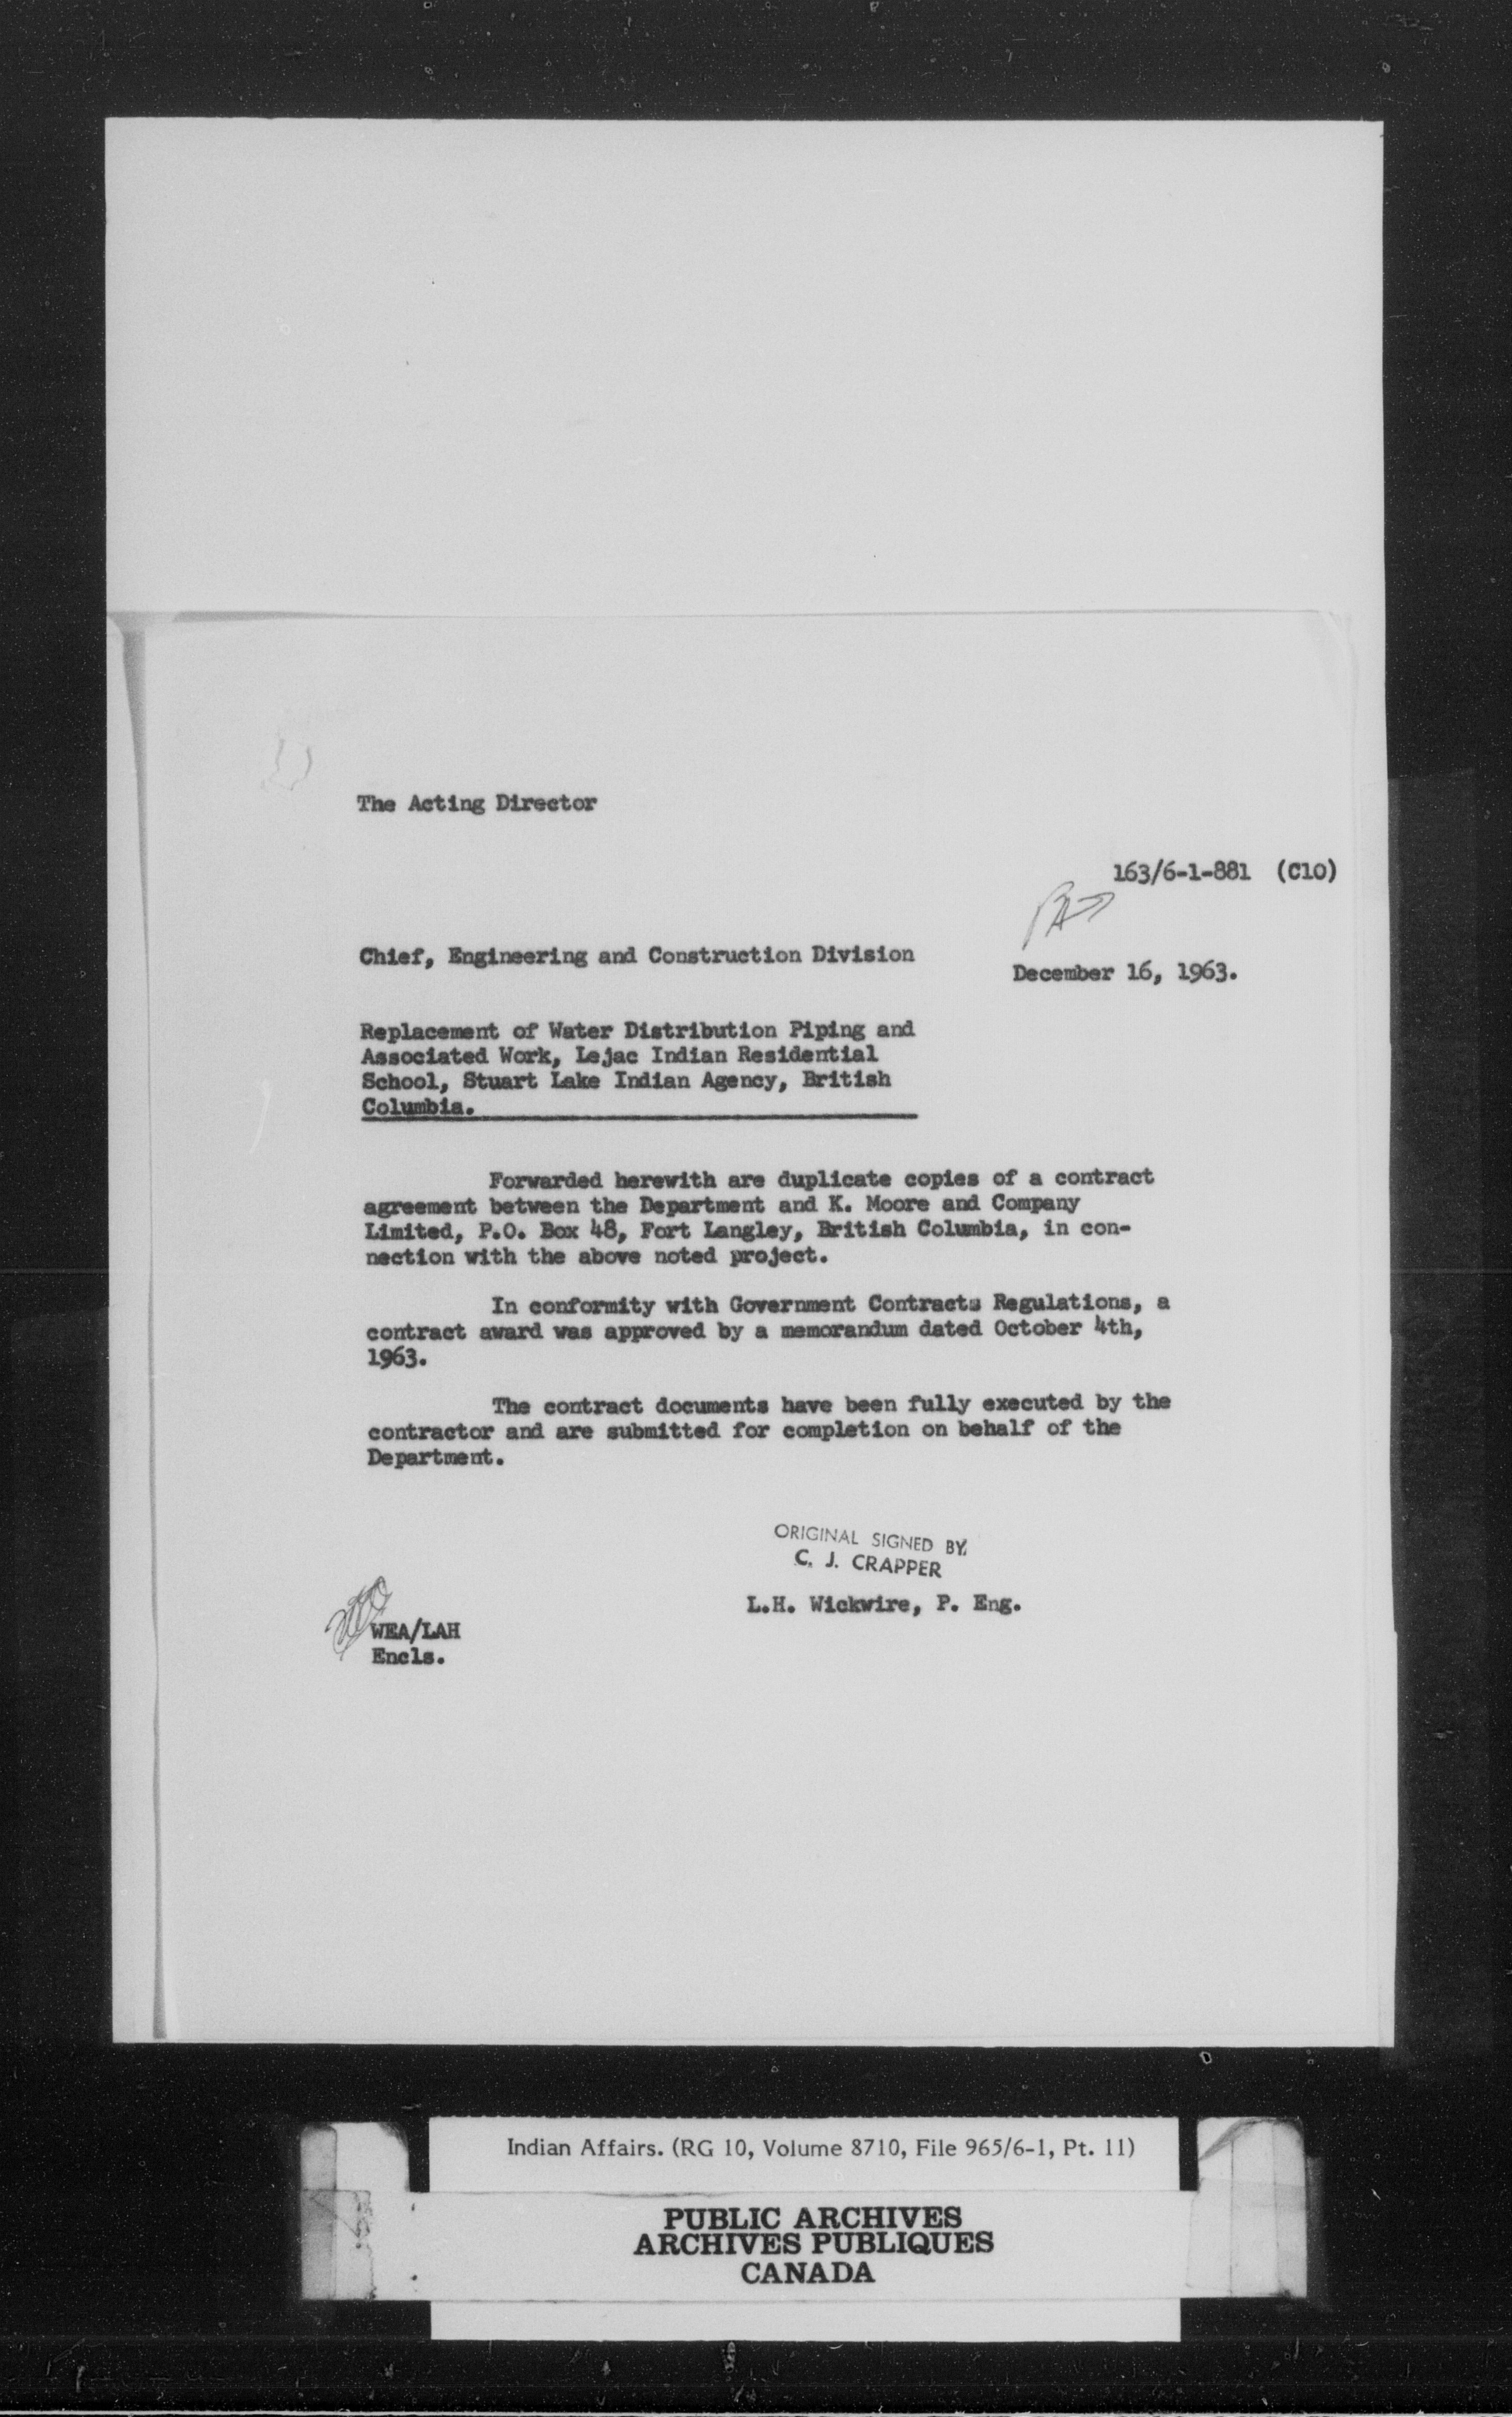 The Acting Director
163/6-1-881 (C10)
Chief, Engineering and Construction Division
December 16, 1963.
Replacement of Water Distribution Piping and
Associated Work, Lejac Indian Residential
School, Stuart Lake Indian Agency, British
Columbia.
Forwarded herewith are duplicate copies of a contract
agreement between the Department and K. Moore and Company
Limited, P.O. Box 48, Fort Langley, British Columbia, in con-
nection with the above noted project.
In conformity with Government Contracts Regulations, a
contract award was approved by a memorandum dated October 4th,
1963.
The contract documents have been fully executed by the
contractor and are submitted for completion on behalf of the
Department.
ORIGINAL SIGNED BY
C. J. CRAPPER
L.H. Wickwire, P. Eng.
WEA/LAH
Encls.
Indian Affairs. (RG 10, Volume 8710, File 965/6-1, Pt. 11)
PUBLIC ARCHIVES
ARCHIVES PUBLIQUES
CANADA